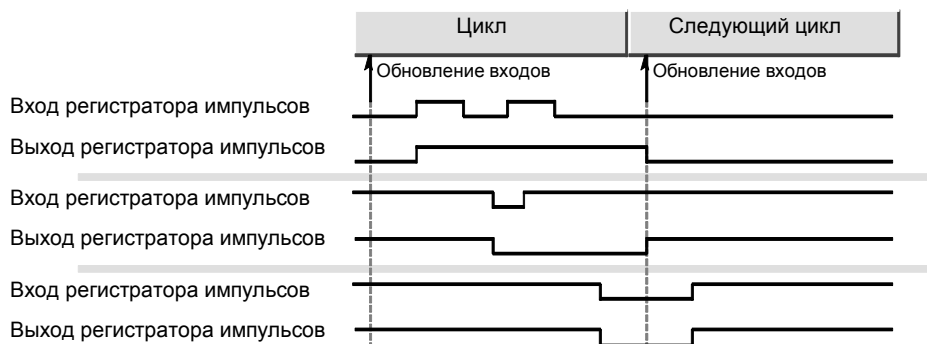 Цикл
Следующий цикл
Обновление входов
Обновление входов
Вход регистратора импульсов
Выход регистратора импульсов
Вход регистратора импульсов
Выход регистратора импульсов
Вход регистратора импульсов
Выход регистратора импульсов